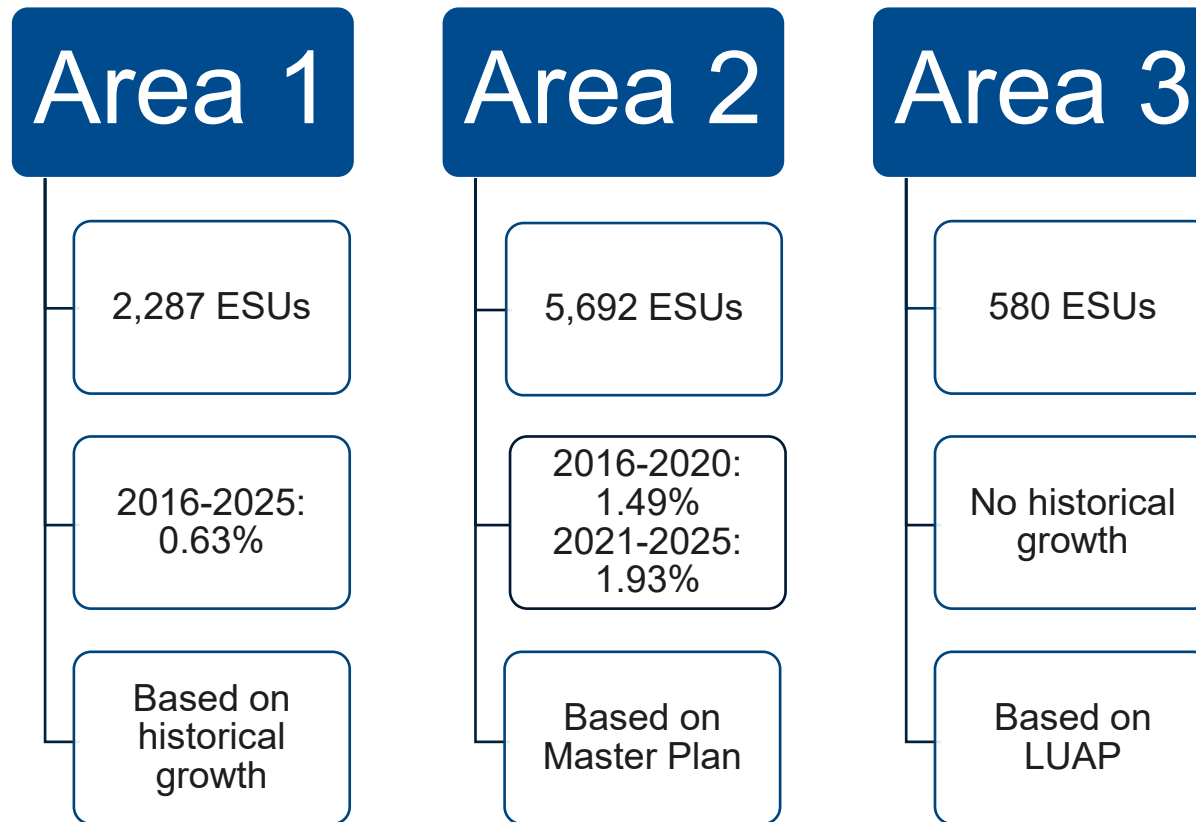 Area 1
2,287 ESUs
2016-2025:
0.63%
Based on
historical
growth
Area 2
5,692 ESUs
2016-2020:
1.49%
2021-2025:
1.93%
Based on
Master Plan
Area 3
580 ESUs
No historical
growth
Based on
LUAP